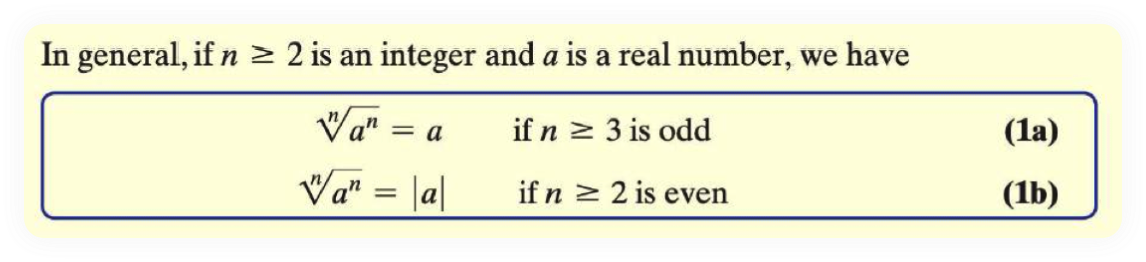 In general, if n ≥ 2 is an integer and a is a real number, we have
ⁿ√aⁿ = a if n ≥ 3 is odd (1a)
ⁿ√aⁿ = |a| if n ≥ 2 is even (1b)